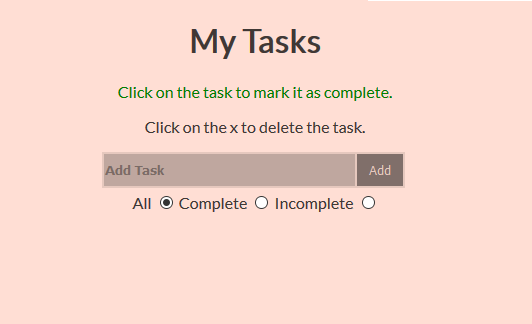 My Tasks
Click on the task to mark it as complete.
Click on the x to delete the task.
Add Task Add
All Complete Incomplete